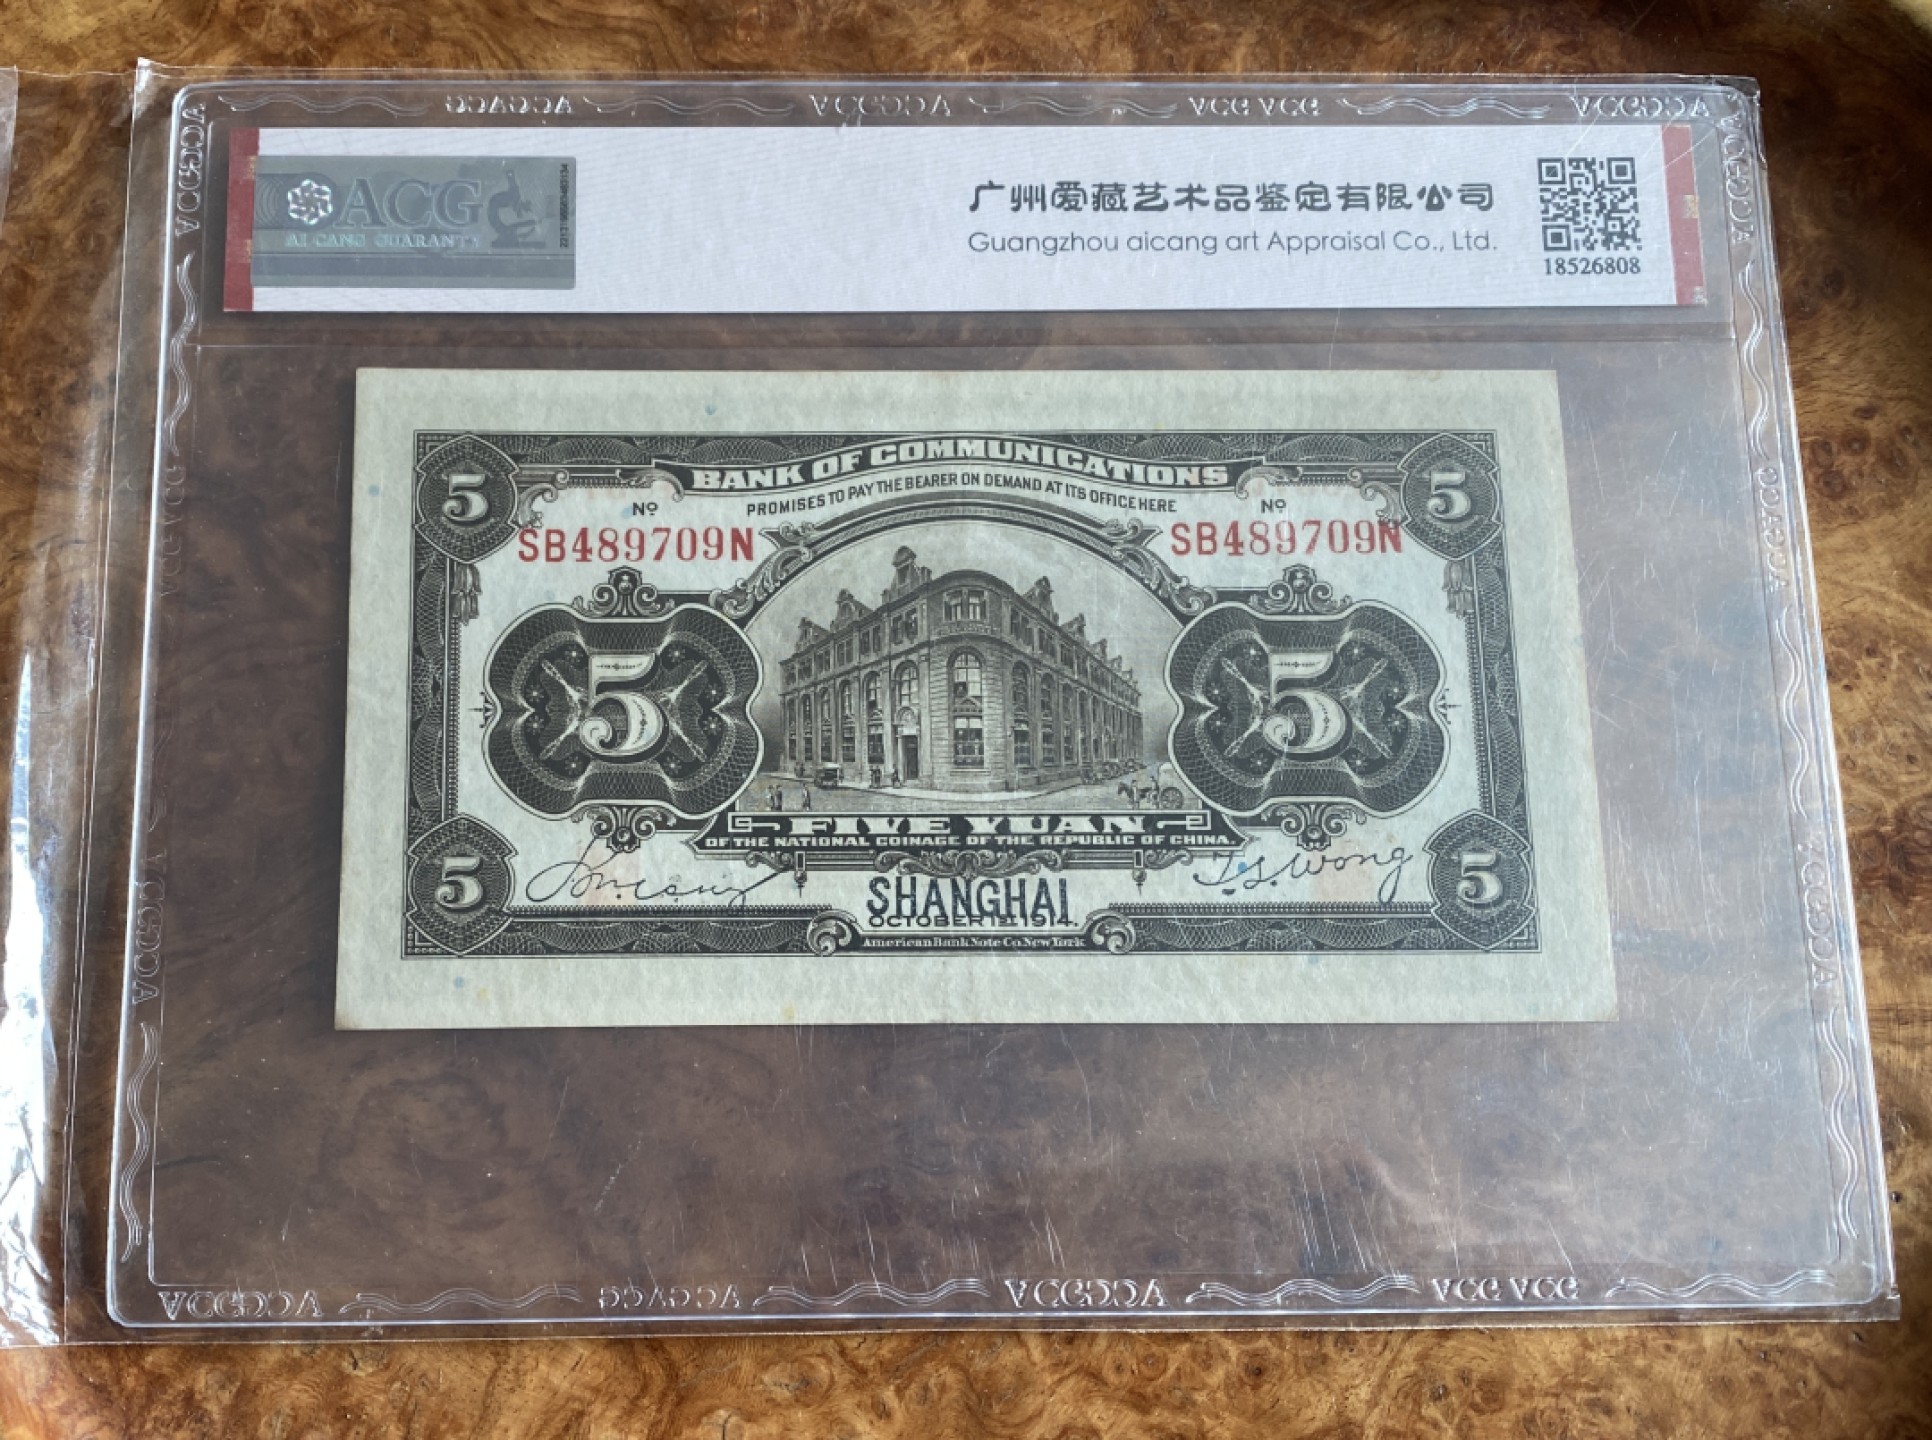 ACG
AI CANG GUARANTY
广州爱藏艺术品鉴定有限公司
Guangzhou aicang art Appraisal Co., Ltd.
18526808
5
BANK OF COMMUNICATIONS
5
PROMISES TO PAY THE BEARER ON DEMAND AT ITS OFFICE HERE
Nº
Nº
SB489709N
SB489709N
5
5
FIVE YUAN
OF THE NATIONAL COINAGE OF THE REPUBLIC OF CHINA.
5
T.S. Wong
5
SHANGHAI
OCTOBER 1ST 1914.
American Bank Note Co. New York